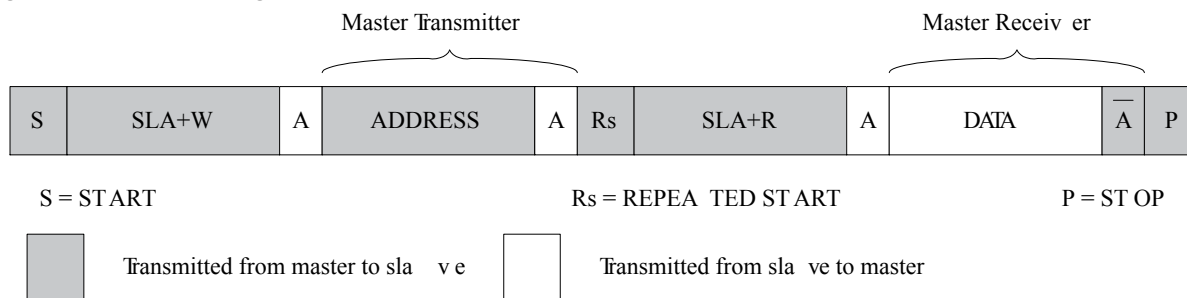 Master Transmitter Master Receiv er
S SLA+W A ADDRESS A Rs SLA+R A DATA A̅ P
S = ST ART Rs = REPEA TED ST ART P = ST OP
Transmitted from master to sla v e Transmitted from sla ve to master